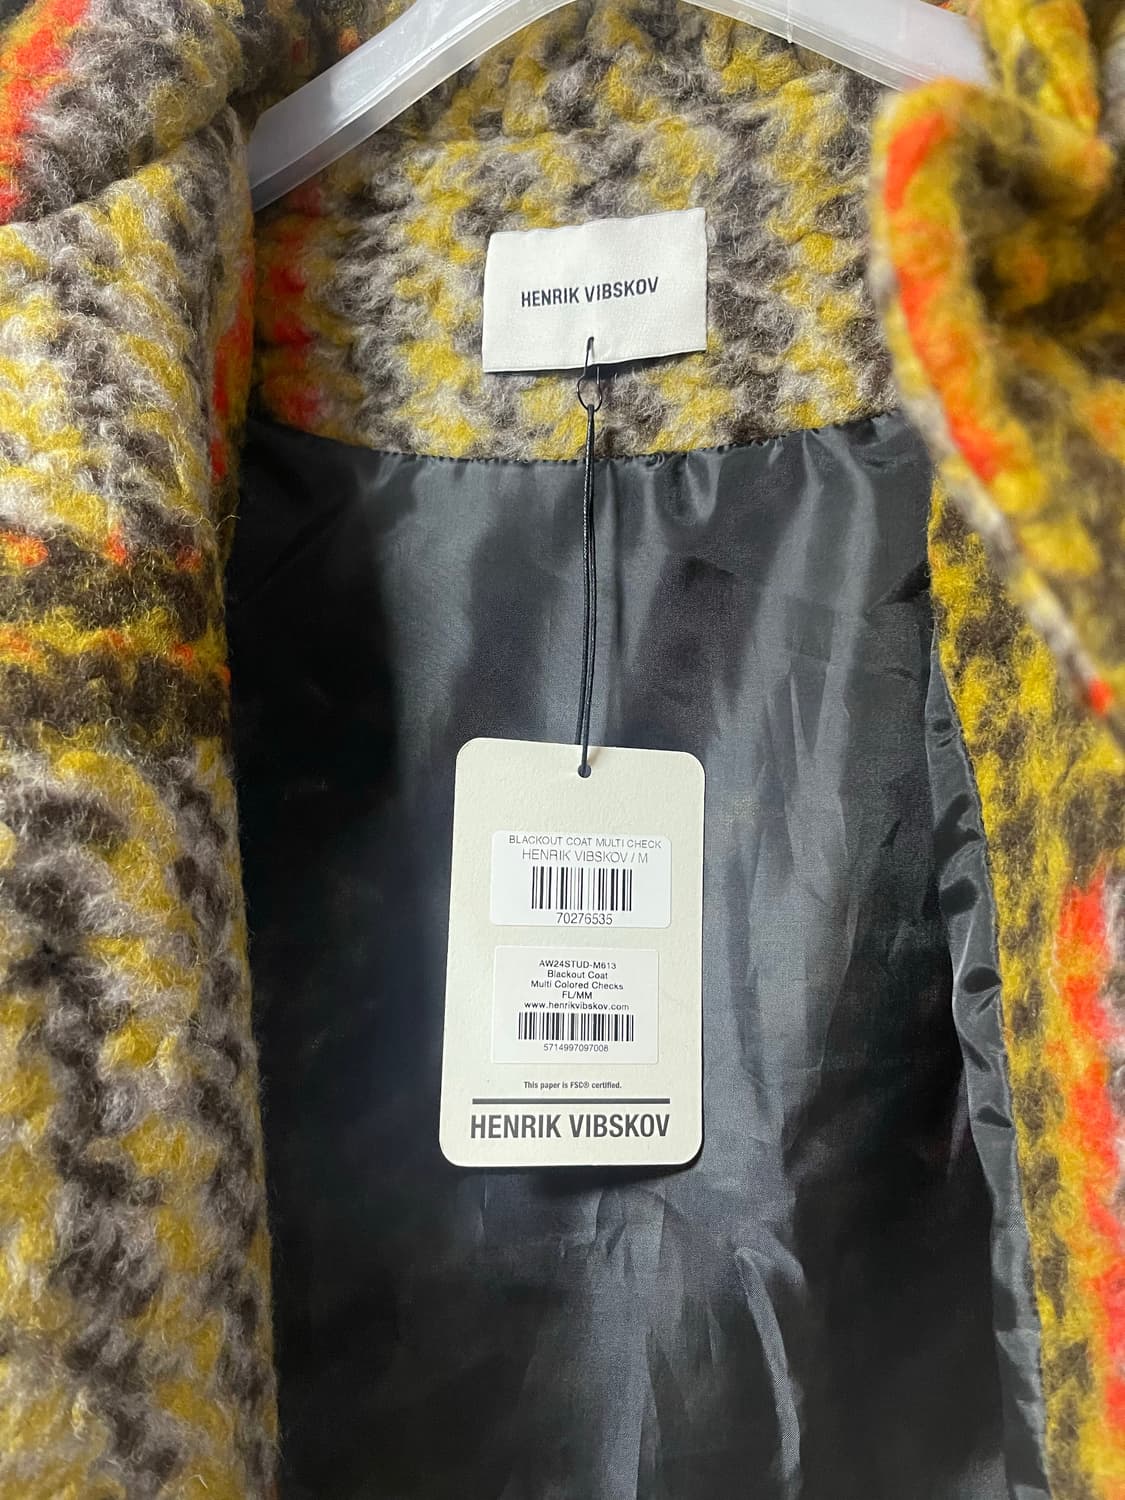 HENRIK VIBSKOV
BLACKOUT COAT MULTI CHECK
HENRIK VIBSKOV / M
70276535
AW24STUD-M613
Blackout Coat
Multi Colored Checks
FL/MM
www.henrikvibskov.com
5714997097008
This paper is FSC® certified.
HENRIK VIBSKOV